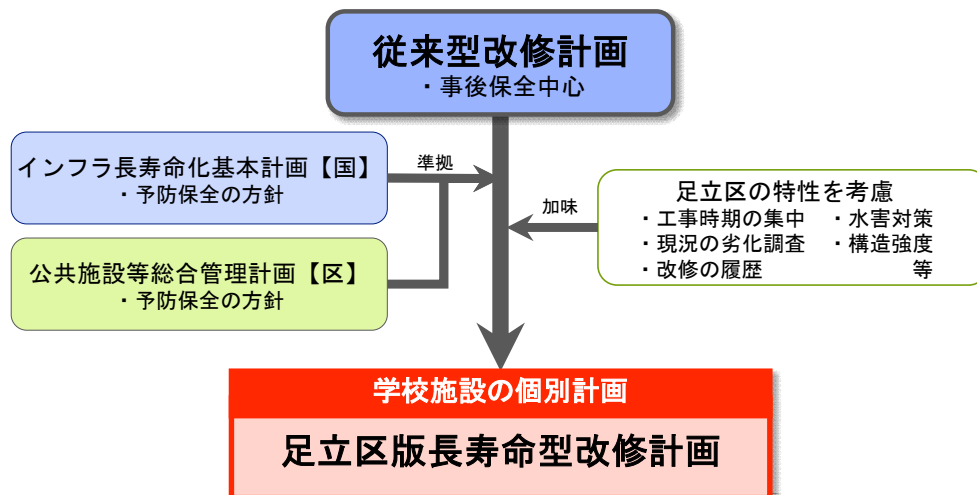 従来型改修計画
・事後保全中心
インフラ長寿命化基本計画【国】
・予防保全の方針
準拠
公共施設等総合管理計画【区】
・予防保全の方針
加味
足立区の特性を考慮
・工事時期の集中 ・水害対策
・現況の劣化調査 ・構造強度
・改修の履歴 等
学校施設の個別計画
足立区版長寿命型改修計画